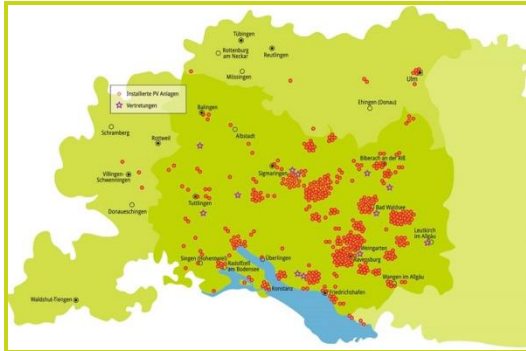 Tübingen
Rottenburg
am Neckar
Reutlingen
Mössingen
Ulm
Installierte PV Anlagen
Vertretungen
Ehingen (Donau)
Balingen
Schramberg
Albstadt
Rottweil
Biberach an der Riß
Sigmaringen
Villingen-
Schwenningen
Tuttlingen
Donaueschingen
Bad Waldsee
Leutkirch
im Allgäu
Weingarten
Ravensburg
Singen (Hohentwiel)
Radolfzell
am Bodensee
Überlingen
Wangen im Allgäu
Konstanz
Friedrichshafen
Waldshut-Tiengen